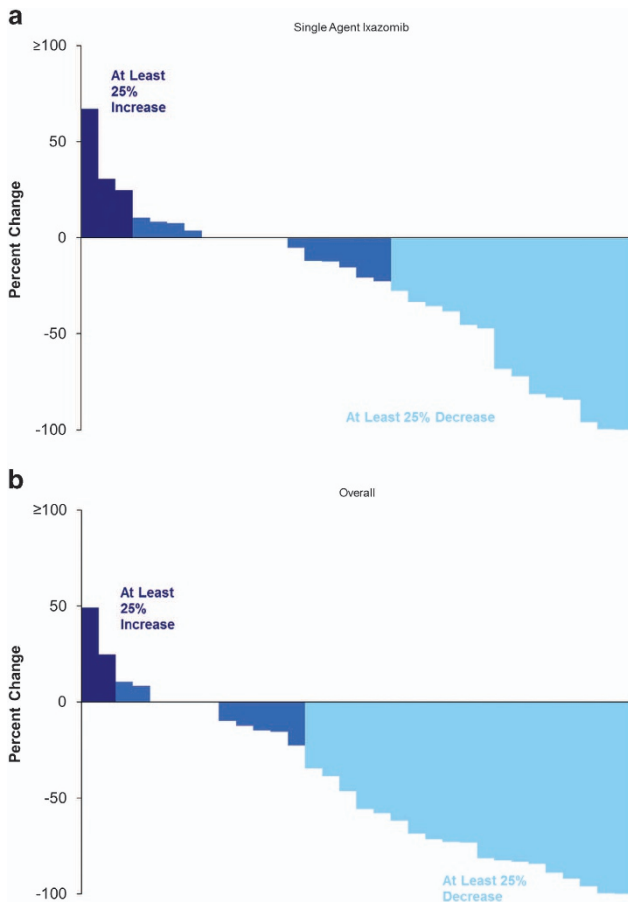 a
Single Agent Ixazomib
≥100
At Least
25%
Increase
50
Percent Change
0
-50
At Least 25% Decrease
-100
b
Overall
≥100
At Least
25%
Increase
50
Percent Change
0
-50
At Least 25%
Decrease
-100